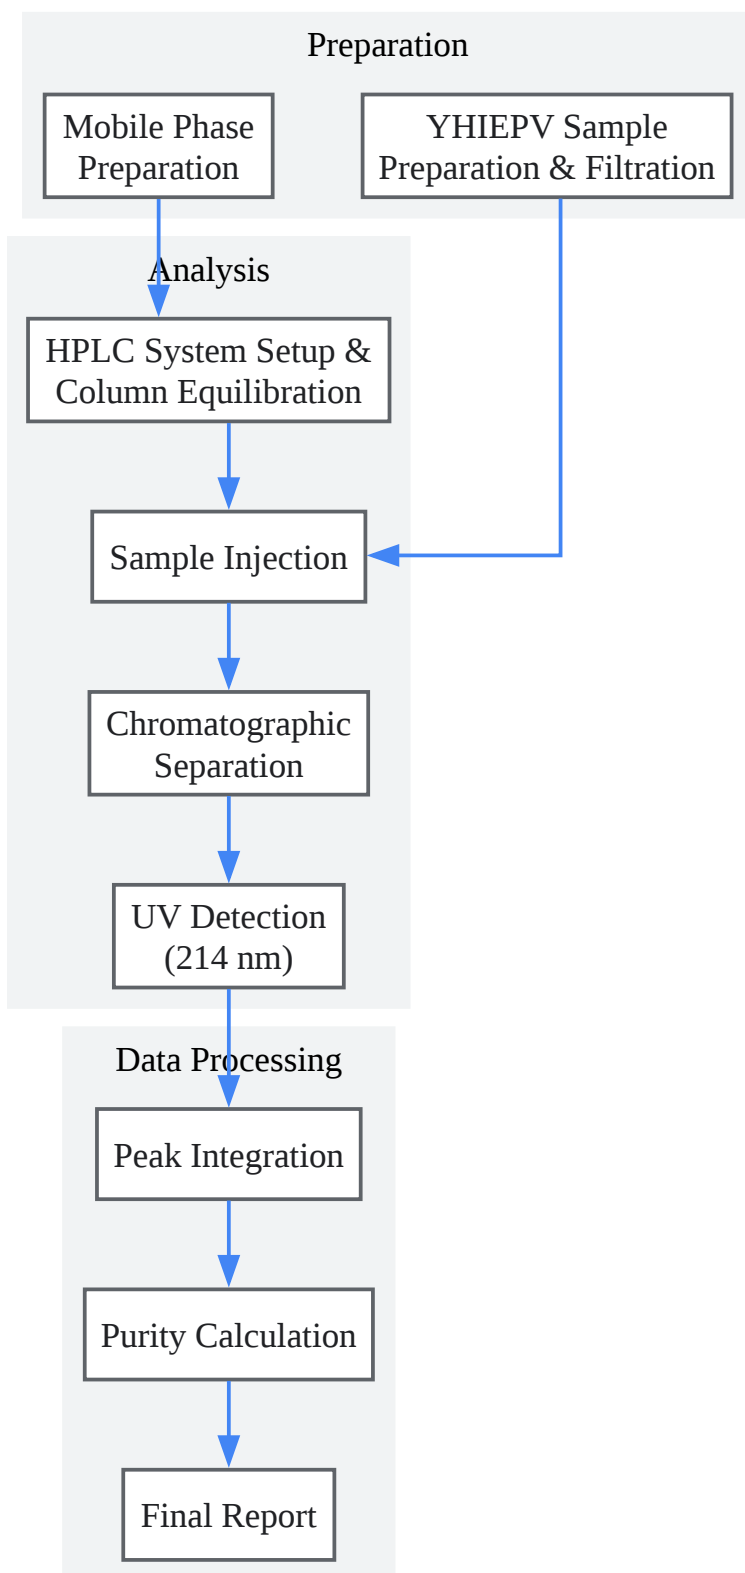 Preparation
Mobile Phase
Preparation
YHIEPV Sample
Preparation & Filtration
Analysis
HPLC System Setup &
Column Equilibration
Sample Injection
Chromatographic
Separation
UV Detection
(214 nm)
Data Processing
Peak Integration
Purity Calculation
Final Report